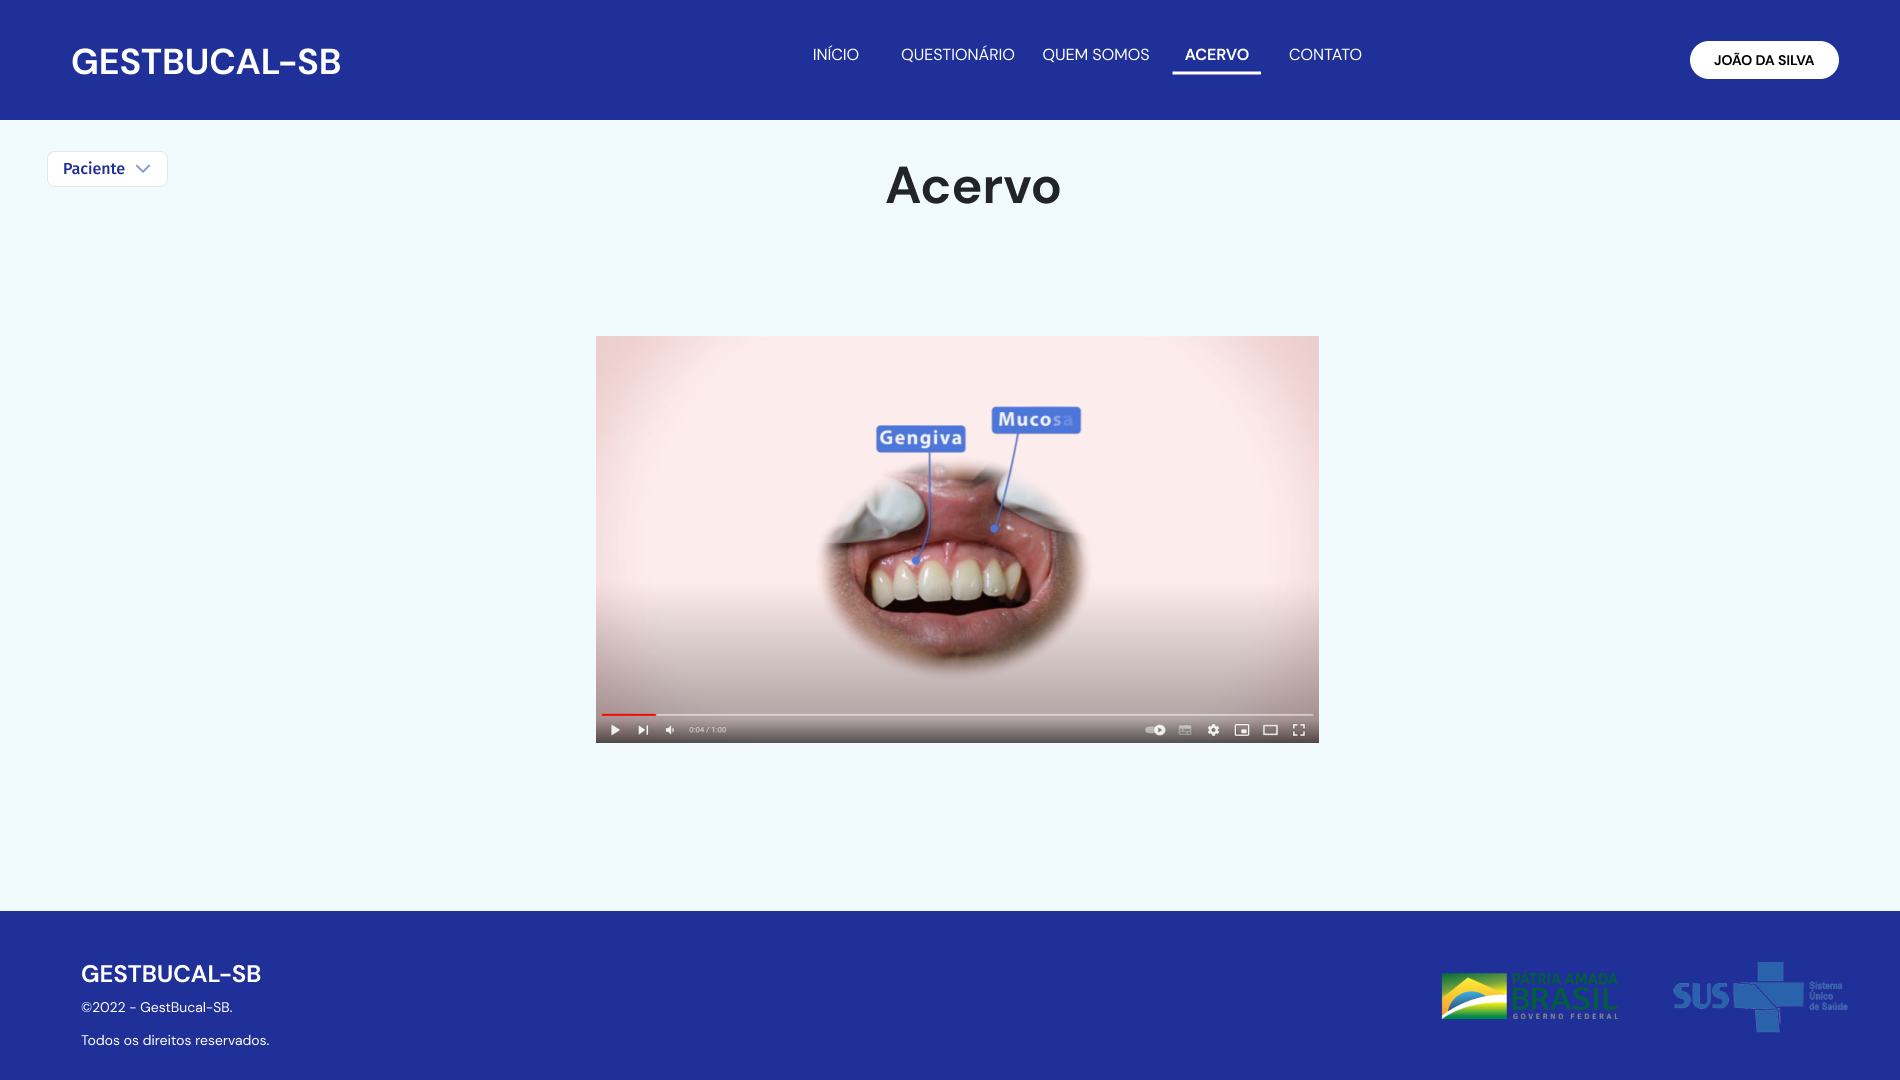 GESTBUCAL-SB
INÍCIO
QUESTIONÁRIO
QUEM SOMOS
ACERVO
CONTATO
JOÃO DA SILVA
Paciente
Acervo
Gengiva
Mucosa
0:04 / 1:00
GESTBUCAL-SB
©2022 - GestBucal-SB.
Todos os direitos reservados.
PÁTRIA AMADA
BRASIL
GOVERNO FEDERAL
SUS
Sistema
Único
de Saúde